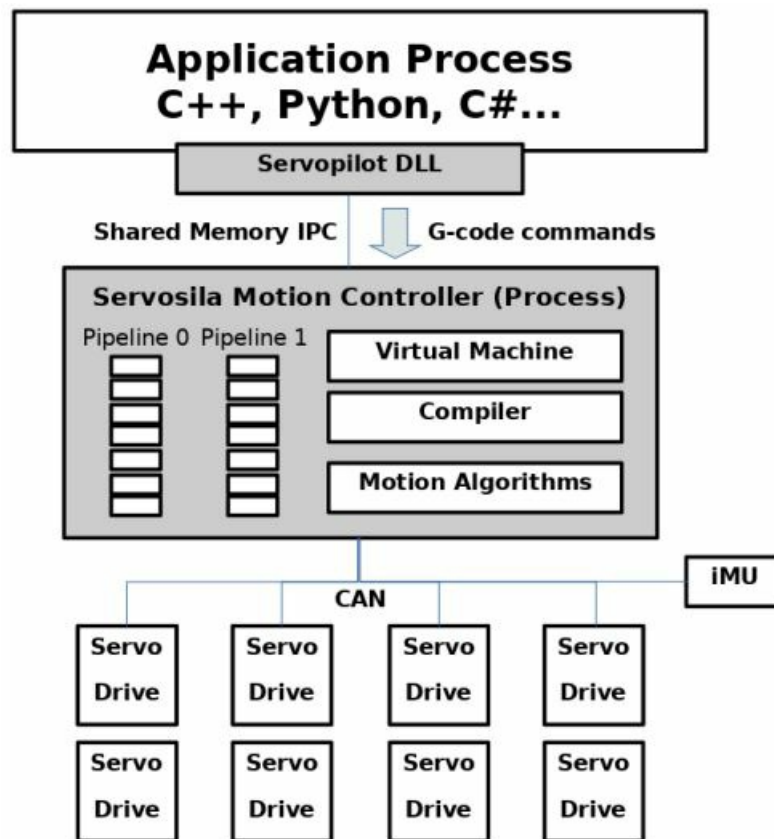 Application Process
C++, Python, C#...
Servopilot DLL
Shared Memory IPC
G-code commands
Servosila Motion Controller (Process)
Pipeline 0
Pipeline 1
Virtual Machine
Compiler
Motion Algorithms
iMU
CAN
Servo
Drive
Servo
Drive
Servo
Drive
Servo
Drive
Servo
Drive
Servo
Drive
Servo
Drive
Servo
Drive